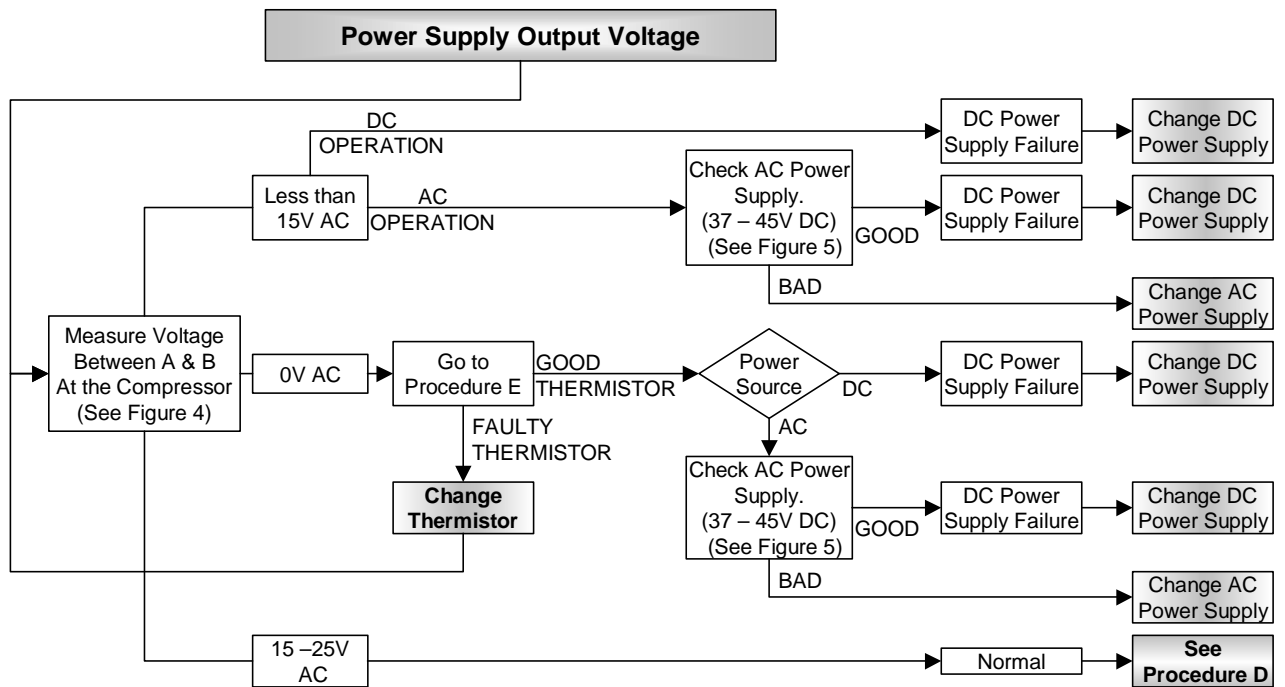 Power Supply Output Voltage
DC
OPERATION
DC Power
Supply Failure
Change DC
Power Supply
Less than
15V AC
AC
OPERATION
Check AC Power
Supply.
(37 – 45V DC)
(See Figure 5)
GOOD
DC Power
Supply Failure
Change DC
Power Supply
BAD
Change AC
Power Supply
Measure Voltage
Between A & B
At the Compressor
(See Figure 4)
0V AC
Go to
Procedure E
GOOD
THERMISTOR
Power
Source
DC
DC Power
Supply Failure
Change DC
Power Supply
FAULTY
THERMISTOR
Change
Thermistor
AC
Check AC Power
Supply.
(37 – 45V DC)
(See Figure 5)
GOOD
DC Power
Supply Failure
Change DC
Power Supply
BAD
Change AC
Power Supply
15 –25V
AC
Normal
See
Procedure D